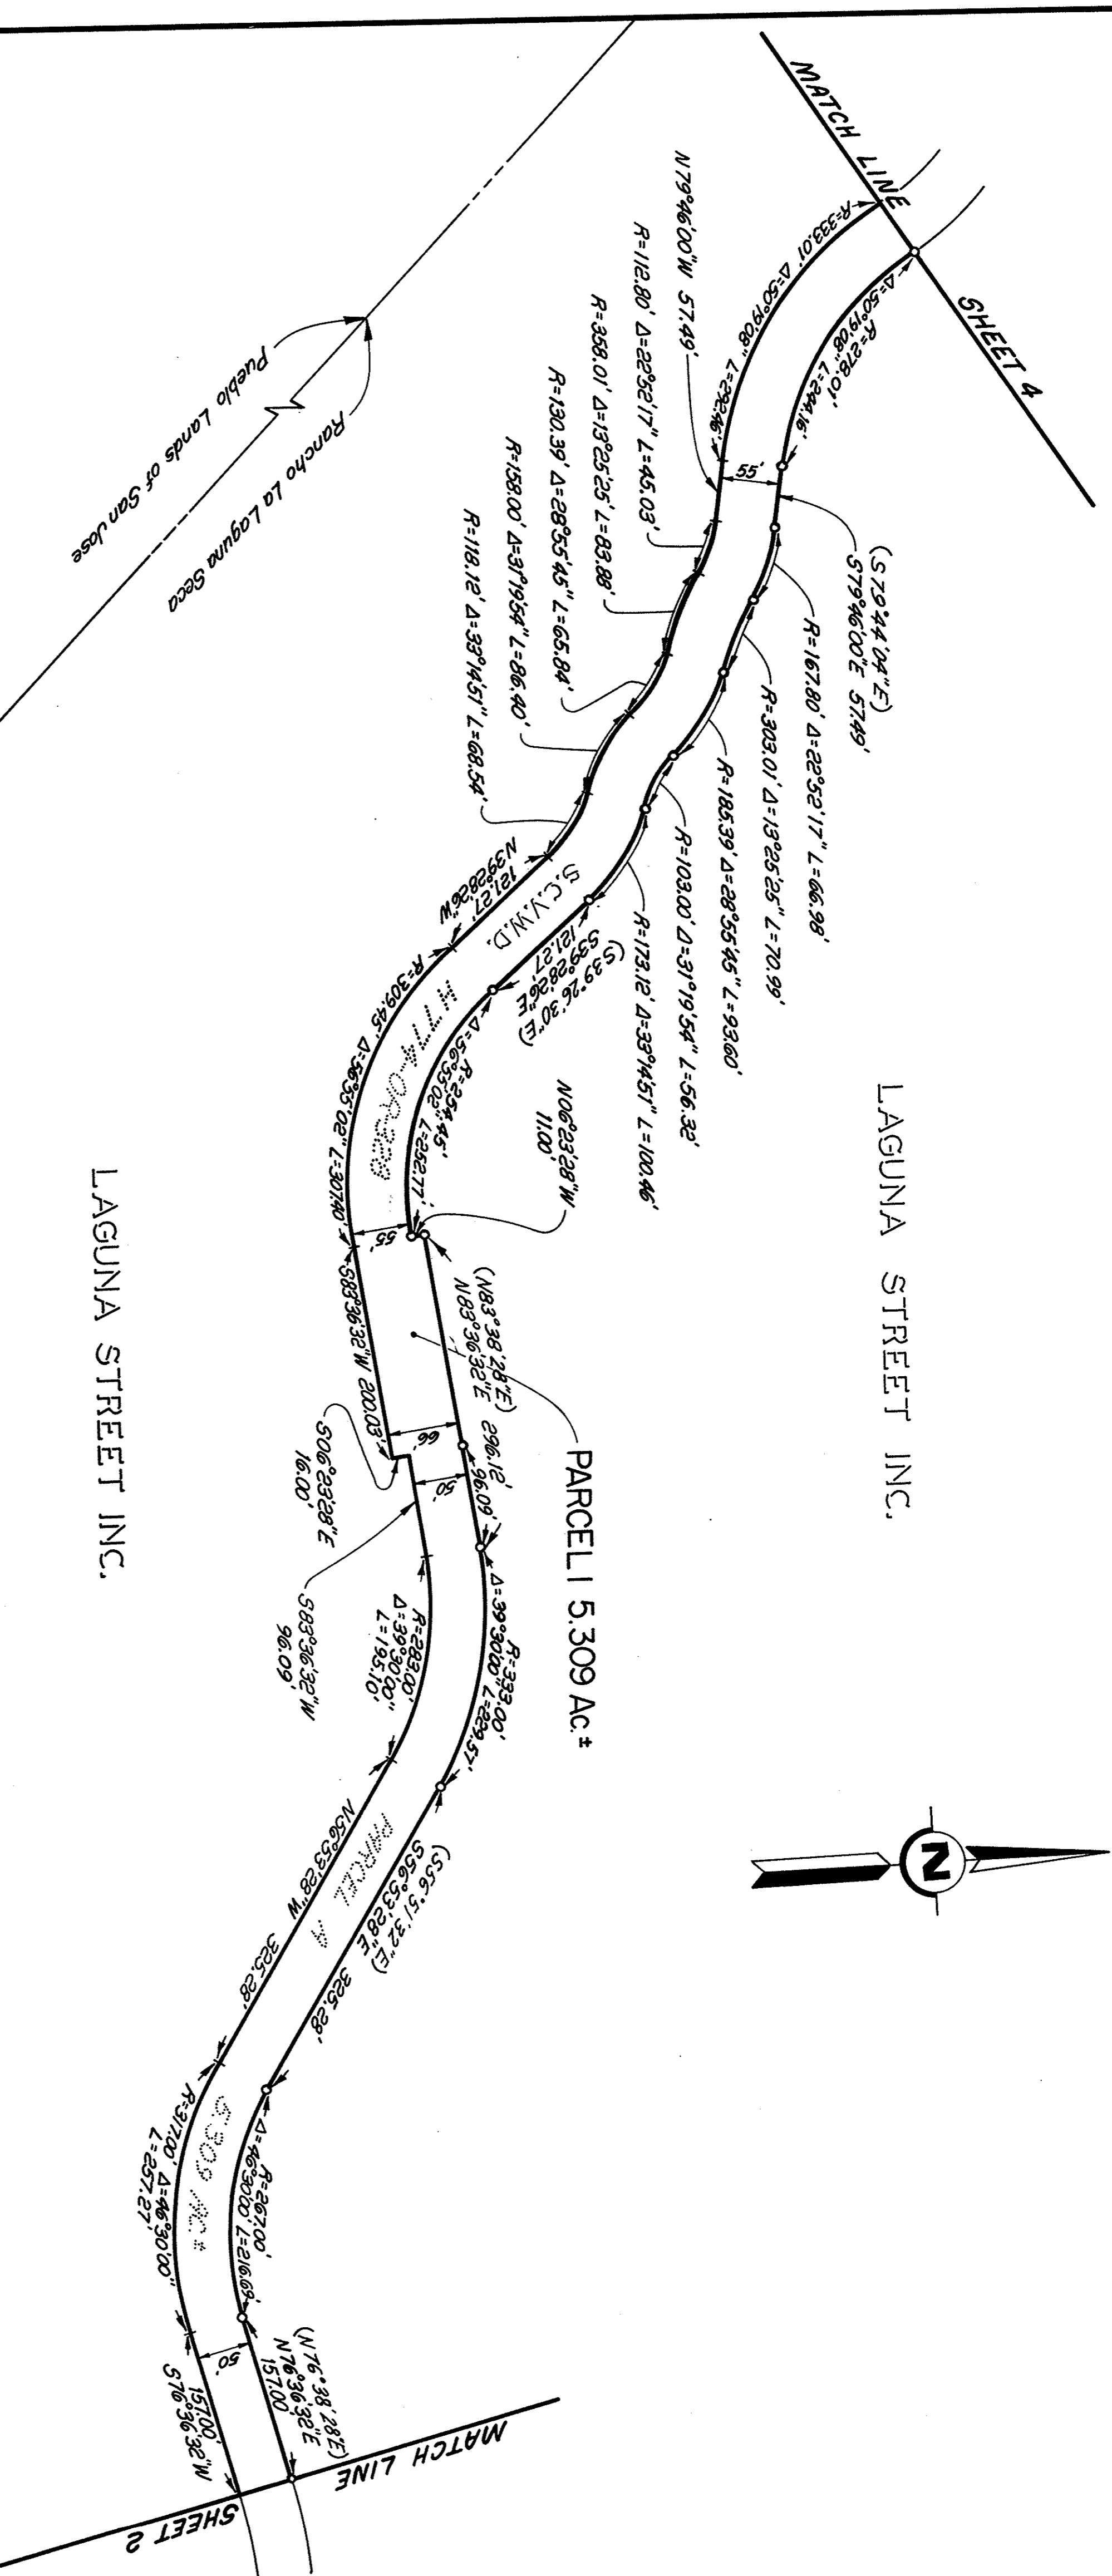 MATCH LINE
SHEET 4
R=333.01' Δ=50°19'08" L=292.46'
R=278.01'
Δ=50°19'08" L=244.16'
N79°46'00"W 57.49'
55'
(S79°44'04"E)
S79°46'00"E 57.49'
R=112.80' Δ=22°52'17" L=45.03'
R=358.01' Δ=13°25'25" L=83.88'
R=130.39' Δ=28°55'45" L=65.84'
R=158.00' Δ=31°19'54" L=86.40'
R=118.12' Δ=33°14'51" L=68.54'
R=167.80' Δ=22°52'17" L=66.98'
R=303.01' Δ=13°25'25" L=70.99'
R=185.39' Δ=28°55'45" L=93.60'
R=103.00' Δ=31°19'54" L=56.32'
R=173.12' Δ=33°14'51" L=100.46'
Pueblo Lands of San Jose
Rancho La Laguna Seca
N39°28'26"W
121.27'
S.C.V.W.D.
(S39°26'30"E)
S39°28'26"E
121.27'
R=309.45' Δ=56°55'02" L=307.40'
R=254.45'
Δ=56°55'02" L=252.77'
N06°23'28"W
11.00'
55'
LAGUNA STREET INC.
LAGUNA STREET INC.
(N83°38'28"E)
N83°36'32"E 296.12'
96.09'
S83°36'32"W 200.03'
66'
50'
S06°23'28"E
16.00'
S83°36'32"W
96.09'
PARCEL 1 5.309 Ac.±
R=333.00'
Δ=39°30'00" L=229.57'
R=283.00'
Δ=39°30'00"
L=195.10'
N
(S56°51'32"E)
S56°53'28"E 325.28'
PARCEL A
N56°53'28"W 325.28'
5.309 AC±
R=267.00'
Δ=46°30'00" L=216.69'
R=317.00' Δ=46°30'00"
L=257.27'
50'
(N76°38'28"E)
N76°36'32"E
157.00
157.00'
S76°36'32"W
MATCH LINE
SHEET 2